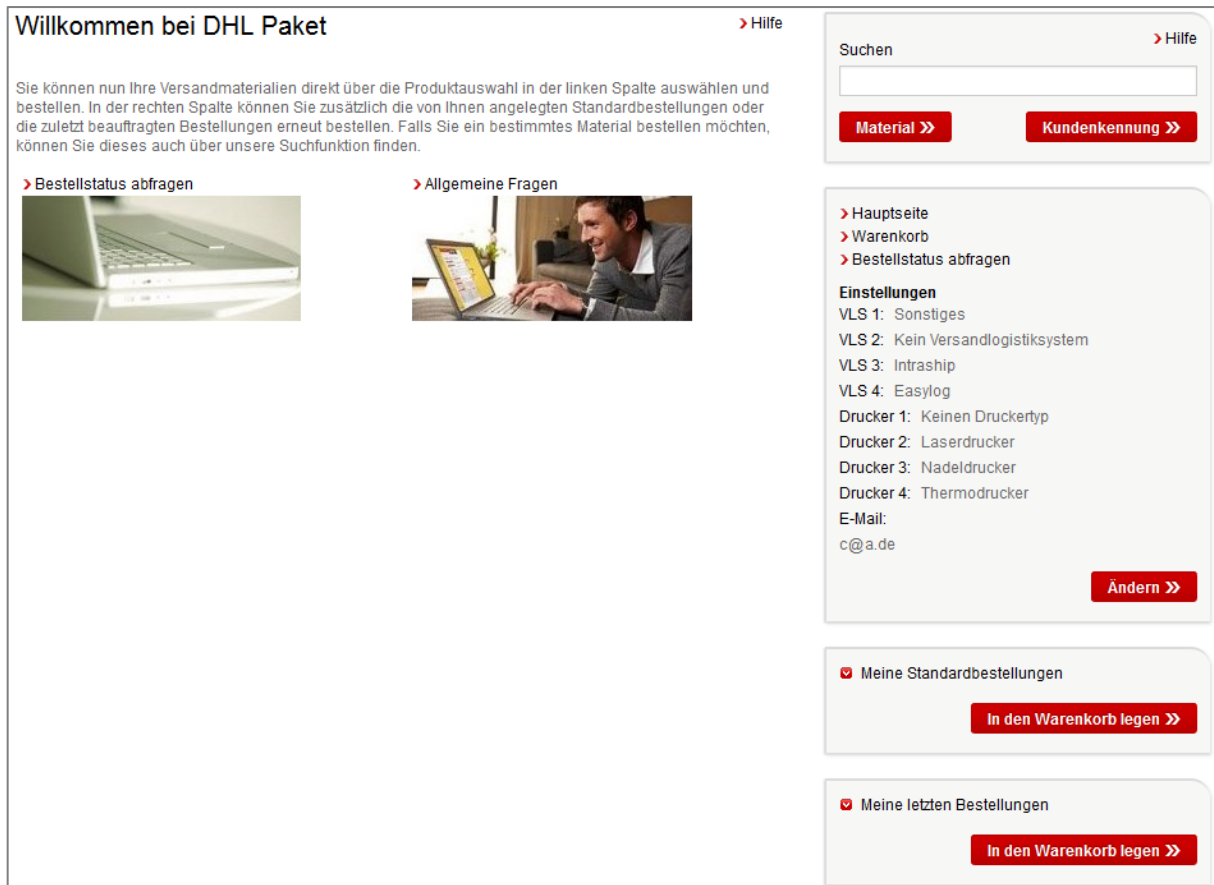 Willkommen bei DHL Paket
Hilfe
Sie können nun Ihre Versandmaterialien direkt über die Produktauswahl in der linken Spalte auswählen und
bestellen. In der rechten Spalte können Sie zusätzlich die von Ihnen angelegten Standardbestellungen oder
die zuletzt beauftragten Bestellungen erneut bestellen. Falls Sie ein bestimmtes Material bestellen möchten,
können Sie dieses auch über unsere Suchfunktion finden.
Bestellstatus abfragen
Allgemeine Fragen
Hilfe
Suchen
Material
Kundenkennung
Hauptseite
Warenkorb
Bestellstatus abfragen
Einstellungen
VLS 1: Sonstiges
VLS 2: Kein Versandlogistiksystem
VLS 3: Intraship
VLS 4: Easylog
Drucker 1: Keinen Druckertyp
Drucker 2: Laserdrucker
Drucker 3: Nadeldrucker
Drucker 4: Thermodrucker
E-Mail:
c@a.de
Ändern
Meine Standardbestellungen
In den Warenkorb legen
Meine letzten Bestellungen
In den Warenkorb legen